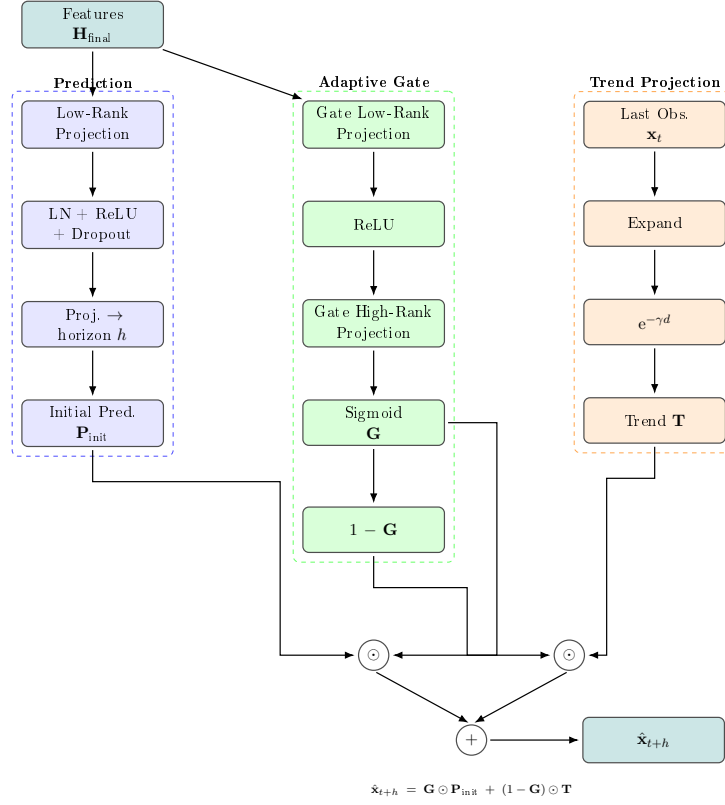 Features
H_final
Prediction
Low-Rank
Projection
LN + ReLU
+ Dropout
Proj. →
horizon h
Initial Pred.
P_init
Adaptive Gate
Gate Low-Rank
Projection
ReLU
Gate High-Rank
Projection
Sigmoid
G
1 − G
Trend Projection
Last Obs.
x_t
Expand
e^{−γd}
Trend T
⊙
⊙
+
x̂_{t+h}
x̂_{t+h} = G ⊙ P_init + (1 − G) ⊙ T